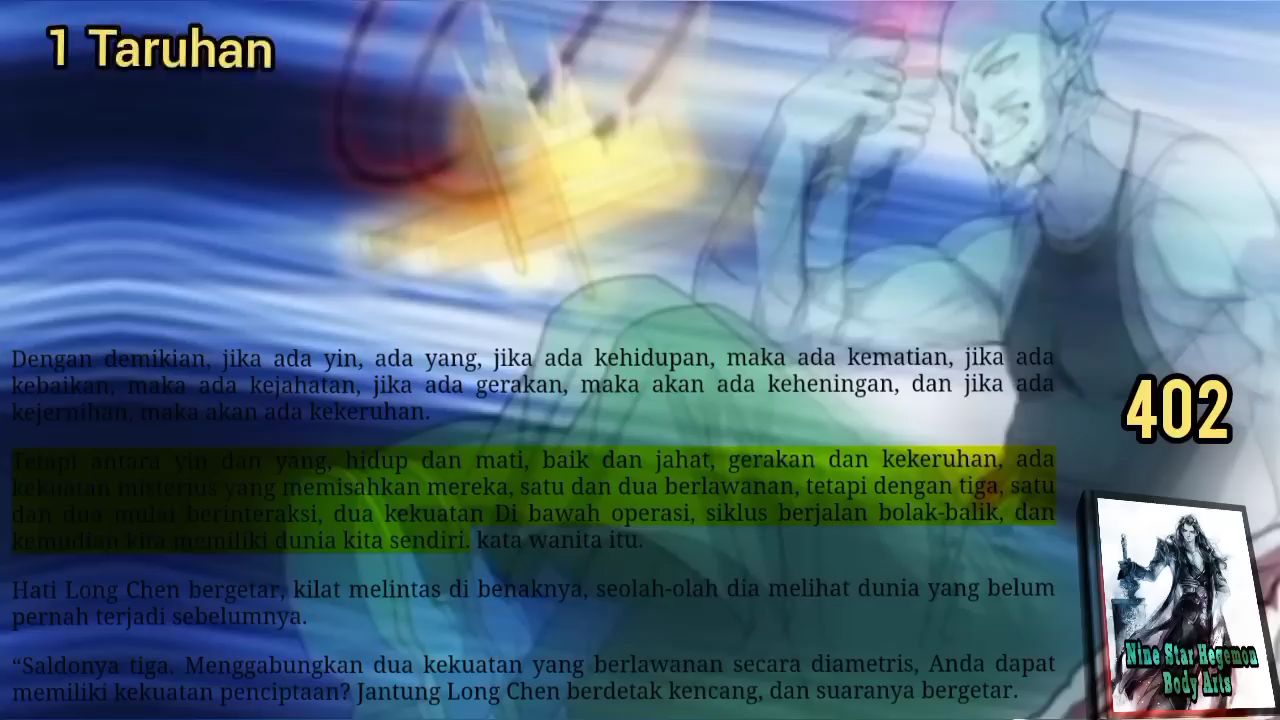 1 Taruhan
Dengan demikian, jika ada yin, ada yang, jika ada kehidupan, maka ada kematian, jika ada
kebaikan, maka ada kejahatan, jika ada gerakan, maka akan ada keheningan, dan jika ada
kejernihan, maka akan ada kekeruhan.
Tetapi antara yin dan yang, hidup dan mati, baik dan jahat, gerakan dan kekeruhan, ada
kekuatan misterius yang memisahkan mereka, satu dan dua berlawanan, tetapi dengan tiga, satu
dan dua mulai berinteraksi, dua kekuatan Di bawah operasi, siklus berjalan bolak-balik, dan
kemudian kita memiliki dunia kita sendiri. kata wanita itu.
Hati Long Chen bergetar, kilat melintas di benaknya, seolah-olah dia melihat dunia yang belum
pernah terjadi sebelumnya.
“Saldonya tiga. Menggabungkan dua kekuatan yang berlawanan secara diametris, Anda dapat
memiliki kekuatan penciptaan? Jantung Long Chen berdetak kencang, dan suaranya bergetar.
402
Nine Star Hegemon
Body Arts